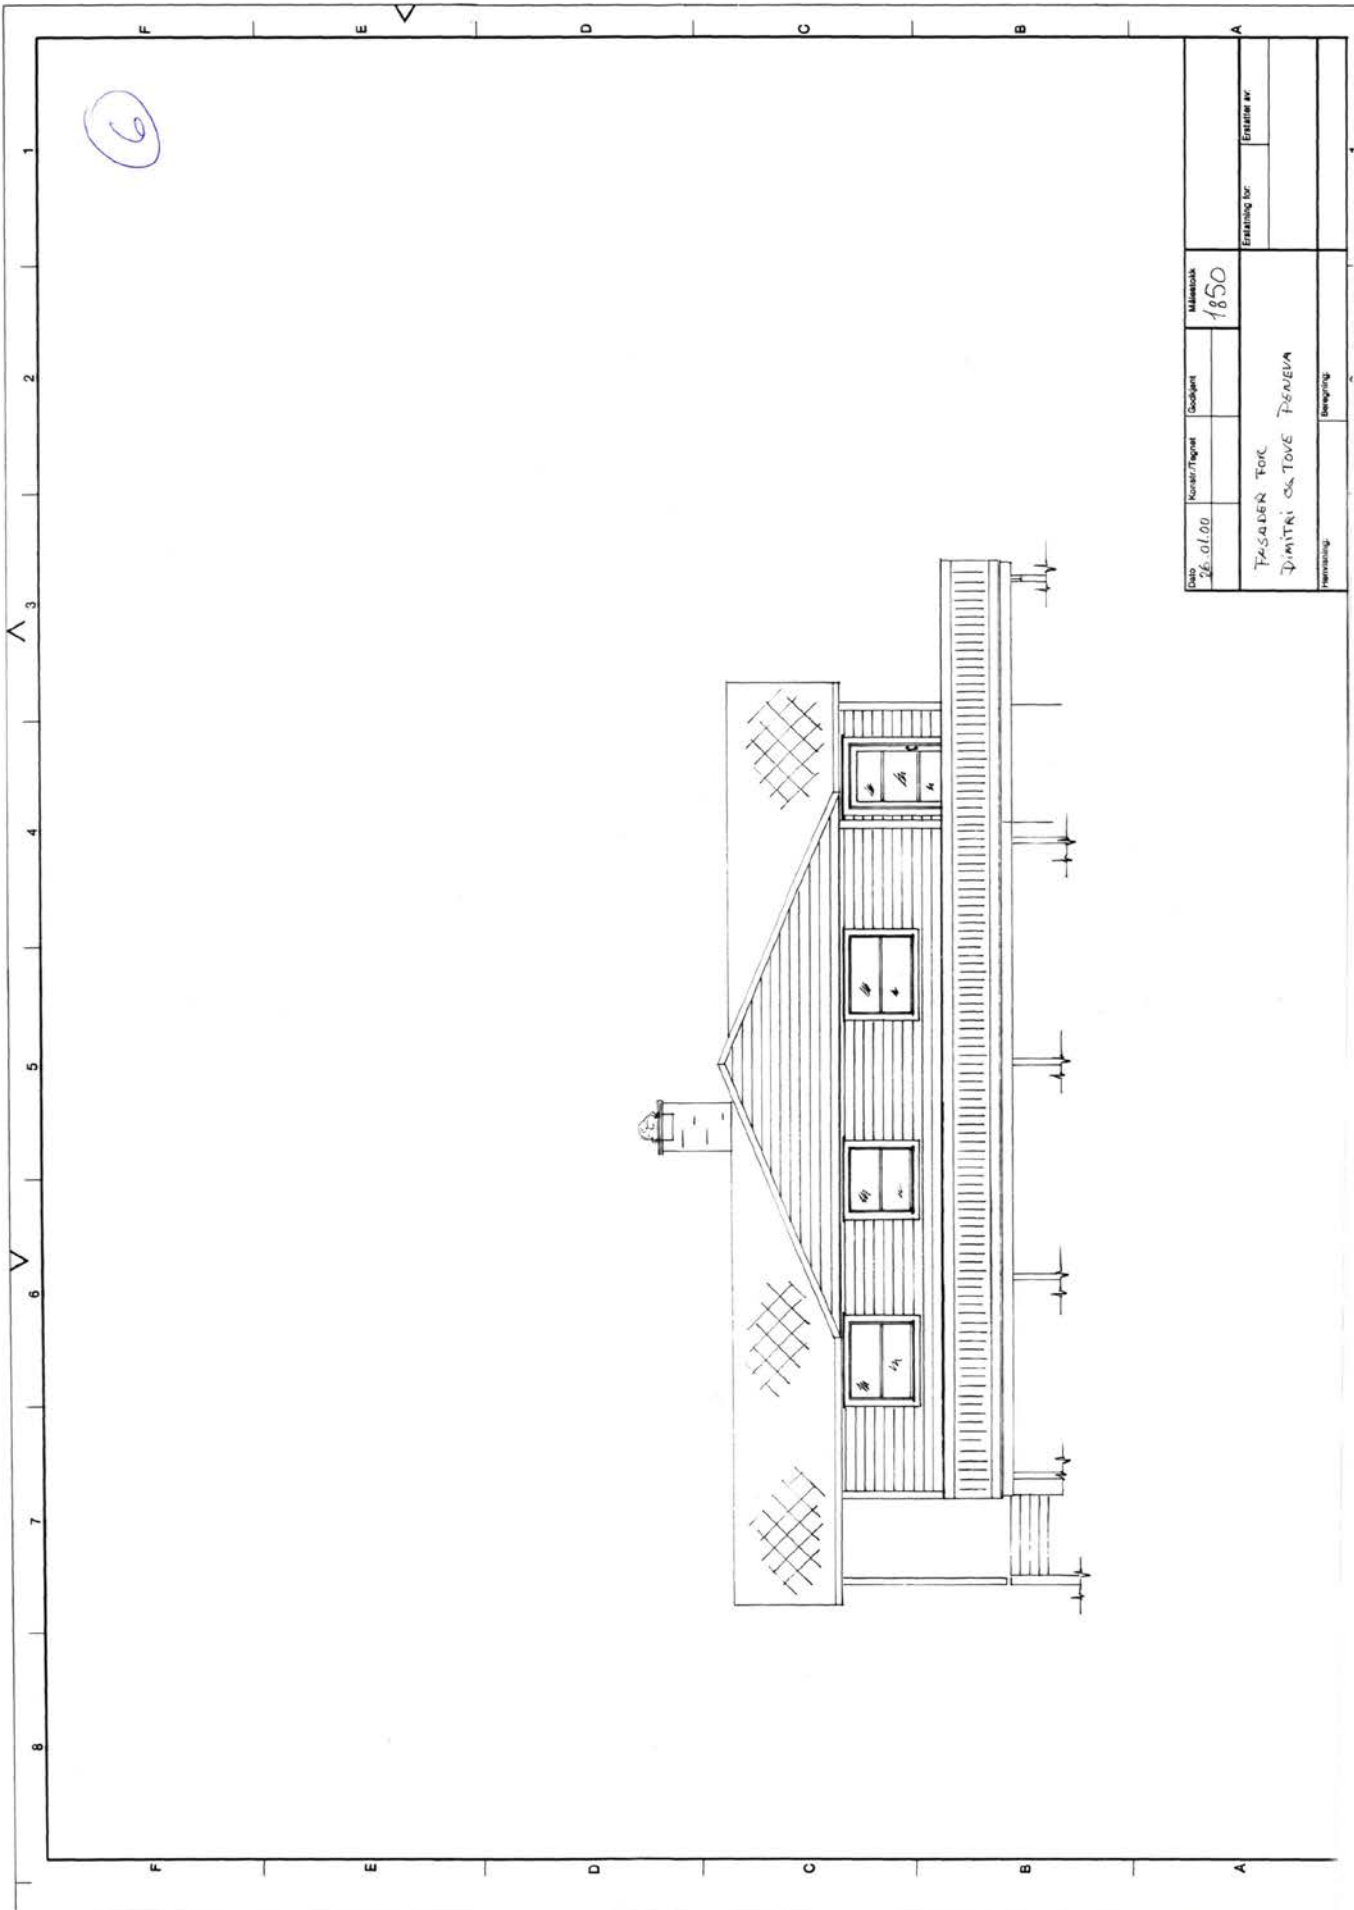 6
8 7 6 5 4 3 2 1
F E D C B A
F E D C B A
Dato
26.01.00
Konstr./Tegnet
Godkjent
Målestokk
1:50
FASADER FOR
DIMITRI OG TOVE PENEVA
Erstatning for:
Erstattet av:
Henvisning:
Beregning: